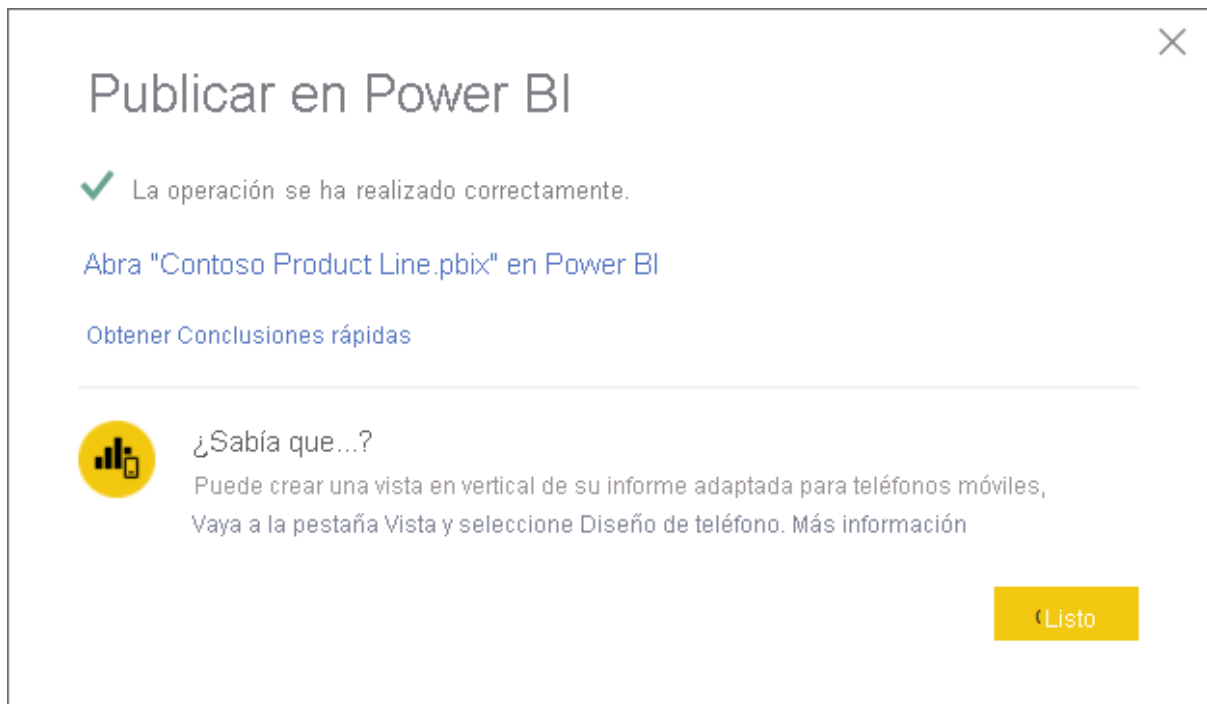 Publicar en Power BI
La operación se ha realizado correctamente.
Abra "Contoso Product Line.pbix" en Power BI
Obtener Conclusiones rápidas
¿Sabía que...?
Puede crear una vista en vertical de su informe adaptada para teléfonos móviles,
Vaya a la pestaña Vista y seleccione Diseño de teléfono. Más información
Listo